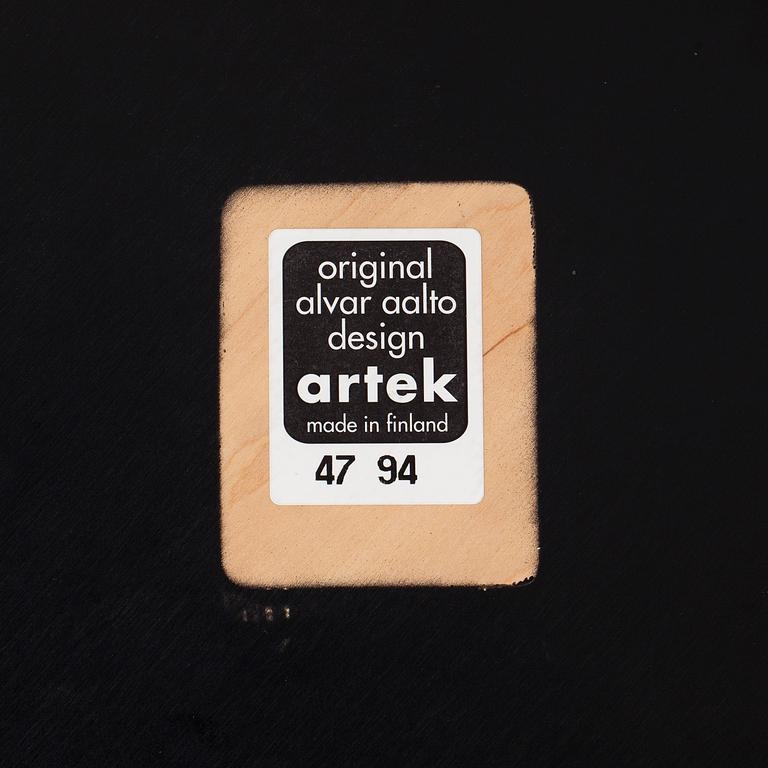 original
alvar aalto
design
artek
made in finland
47 94